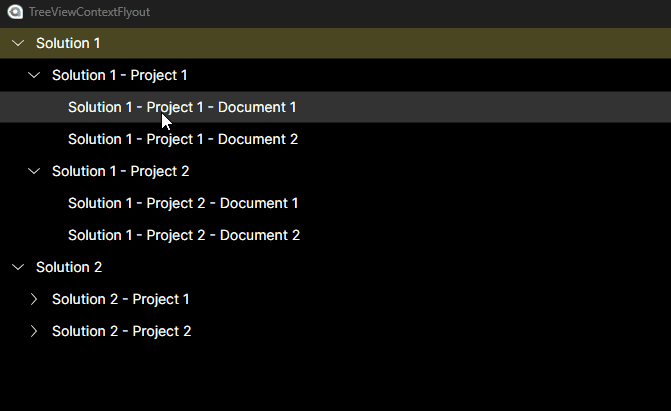 TreeViewContextFlyout
Solution 1
Solution 1 - Project 1
Solution 1 - Project 1 - Document 1
Solution 1 - Project 1 - Document 2
Solution 1 - Project 2
Solution 1 - Project 2 - Document 1
Solution 1 - Project 2 - Document 2
Solution 2
Solution 2 - Project 1
Solution 2 - Project 2